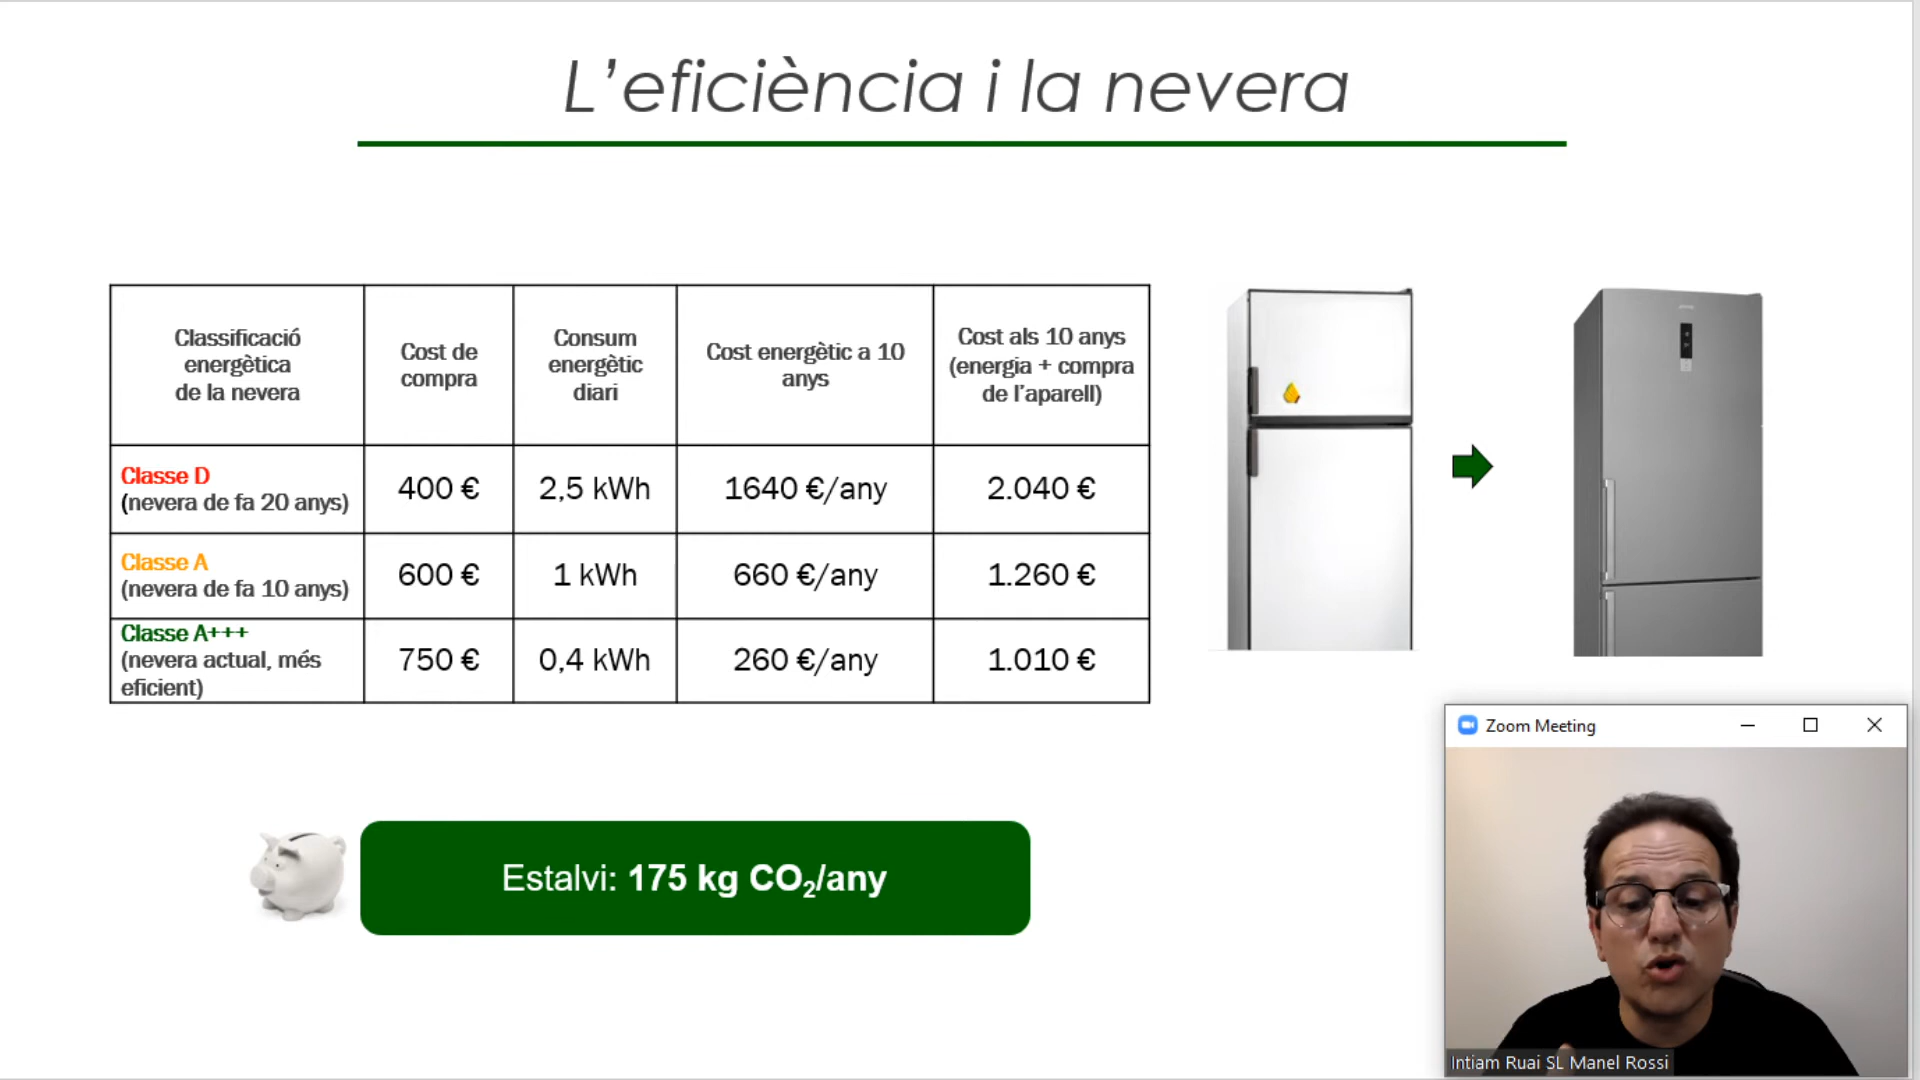 L’eficiència i la nevera
Classificació
energètica
de la nevera
Cost de
compra
Consum
energètic
diari
Cost energètic a 10
anys
Cost als 10 anys
(energia + compra
de l’aparell)
Classe D
(nevera de fa 20 anys)
400 €
2,5 kWh
1640 €/any
2.040 €
Classe A
(nevera de fa 10 anys)
600 €
1 kWh
660 €/any
1.260 €
Classe A+++
(nevera actual, més
eficient)
750 €
0,4 kWh
260 €/any
1.010 €
Estalvi: 175 kg CO₂/any
Zoom Meeting
Intiam Ruai SL Manel Rossi